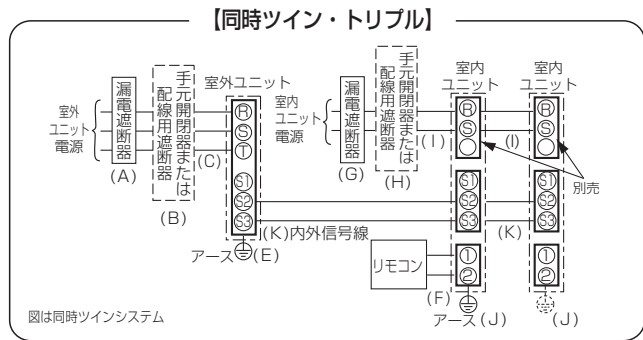 【同時ツイン・トリプル】
室外
ユニット
電源
漏電遮断器
(A)
手元開閉器または
配線用遮断器
(B)
(C)
室外ユニット
R
S
T
S1
S2
S3
アース
(E)
(K)内外信号線
室内
ユニット
電源
漏電遮断器
(G)
手元開閉器または
配線用遮断器
(H)
(I)
室内
ユニット
R
S
S1
S2
S3
①
②
(I)
室内
ユニット
R
S
S1
S2
S3
①
②
別売
(K)
リモコン
(F)
アース(J)
(J)
図は同時ツインシステム